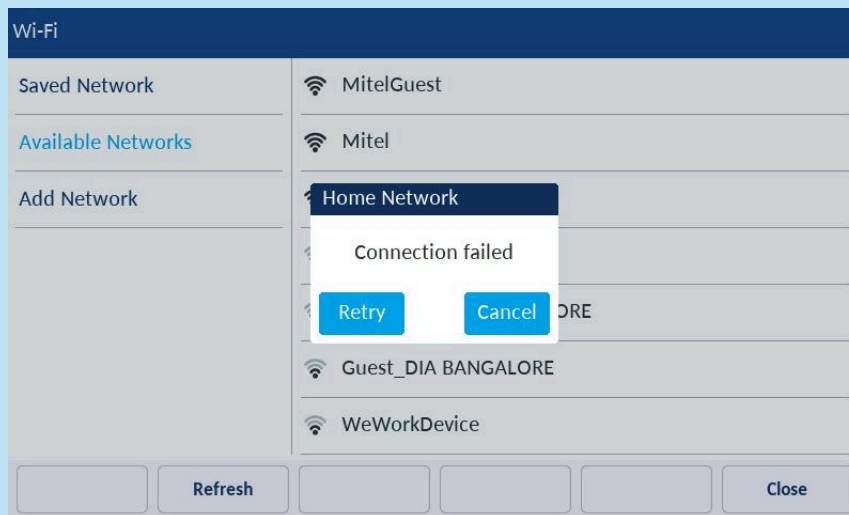 Wi-Fi
Saved Network
Available Networks
Add Network
MitelGuest
Mitel
Home Network
Connection failed
Retry
Cancel
ORE
Guest_DIA BANGALORE
WeWorkDevice
Refresh
Close